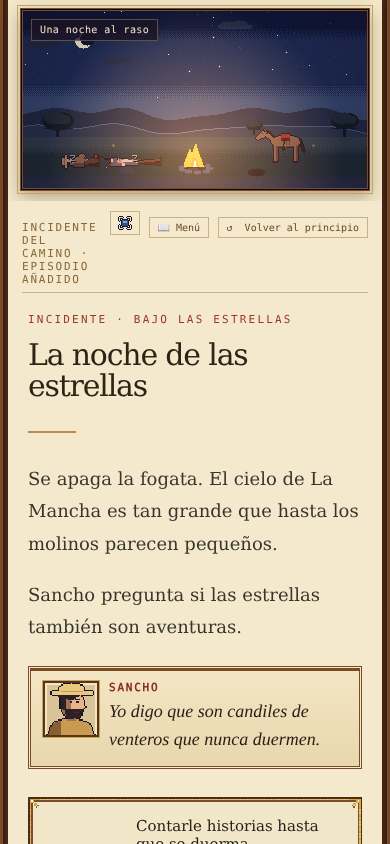 Una noche al raso
INCIDENTE
DEL
CAMINO ·
EPISODIO
AÑADIDO
📖 Menú
↺ Volver al principio
INCIDENTE · BAJO LAS ESTRELLAS
La noche de las
estrellas
Se apaga la fogata. El cielo de La
Mancha es tan grande que hasta los
molinos parecen pequeños.
Sancho pregunta si las estrellas
también son aventuras.
SANCHO
Yo digo que son candiles de
venteros que nunca duermen.
Contarle historias hasta
que se duerma